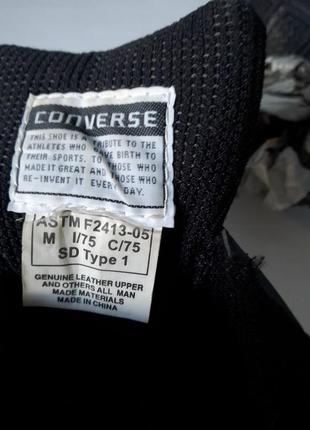 CONVERSE
THIS SHOE IS A TRIBUTE TO THE
ATHLETES WHO GAVE BIRTH TO
THEIR SPORTS. TO THOSE WHO
MADE IT GREAT AND THOSE WHO
RE-INVENT IT EVERY DAY.
ASTM F2413-05
M I/75 C/75
SD Type 1
GENUINE LEATHER UPPER
AND OTHERS ALL MAN
MADE MATERIALS
MADE IN CHINA